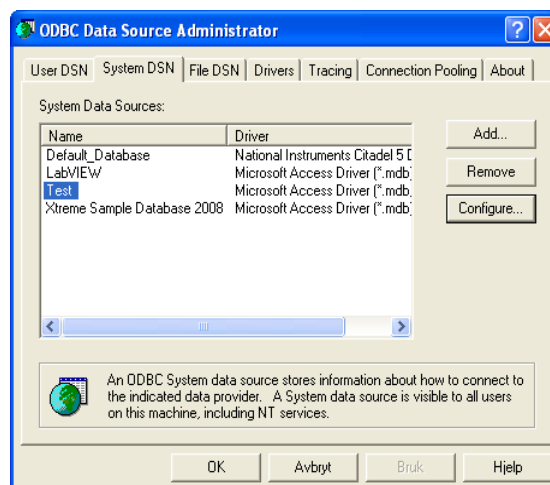 ODBC Data Source Administrator
User DSN System DSN File DSN Drivers Tracing Connection Pooling About
System Data Sources:
Name Driver
Default_Database National Instruments Citadel 5 D
LabVIEW Microsoft Access Driver (*.mdb)
Test Microsoft Access Driver (*.mdb)
Xtreme Sample Database 2008 Microsoft Access Driver (*.mdb)
Add...
Remove
Configure...
An ODBC System data source stores information about how to connect to
the indicated data provider. A System data source is visible to all users
on this machine, including NT services.
OK Avbryt Bruk Hjelp